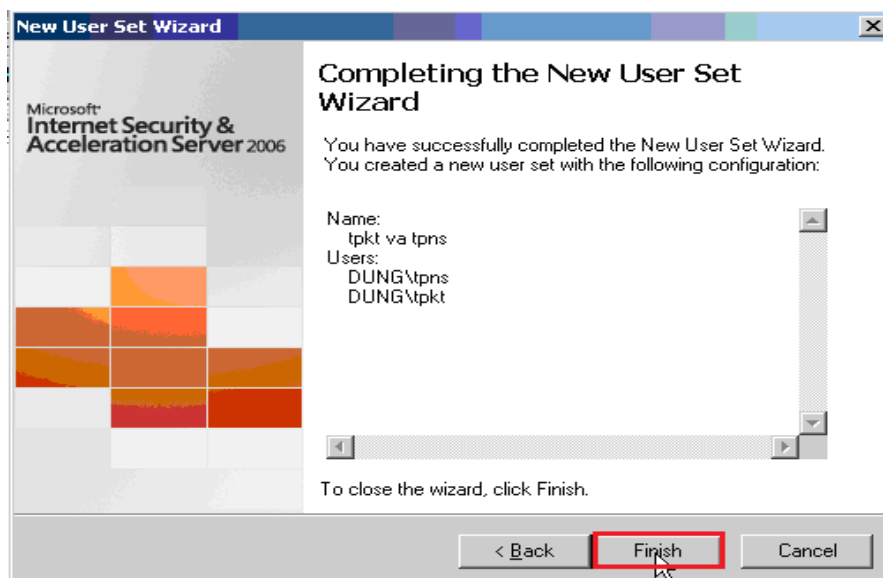 New User Set Wizard
Microsoft®
Internet Security &
Acceleration Server 2006
Completing the New User Set
Wizard
You have successfully completed the New User Set Wizard.
You created a new user set with the following configuration:
Name:
tpkt va tpns
Users:
DUNG\tpns
DUNG\tpkt
To close the wizard, click Finish.
< Back
Finish
Cancel